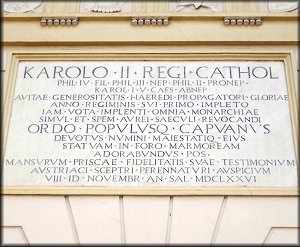 KAROLO · II · REGI · CATHOL
PHIL · IV · FIL · PHIL · III · NEP · PHIL · II · PRONEP ·
KAROL · I · V · CAES · ABNEP
AVITAE · GENEROSITATIS · HAEREDI · PROPAGATORI · GLORIAE
ANNO · REGIMINIS · SVI · PRIMO · IMPLETO
IAM · VOTA · IMPLENTI · OMNIA · MONARCHIAE
SIMVL · ET · SPEM · AVREI · SAECVLI · REVOCANDI
ORDO · POPVLVSQ · CAPVANVS
DEVOTVS · NVMINI · MAIESTATIQ · EIVS
STATVAM · IN · FORO · MARMOREAM
ADORABVNDVS · POS ·
MANSVRVM · PRISCAE · FIDELITATIS · SVAE · TESTIMONIVM
AVSTRIACI · SCEPTRI · PERENNATVRI · AVSPICIVM
VIII · ID · NOVEMBR · AN · SAL · MDCLXXVI